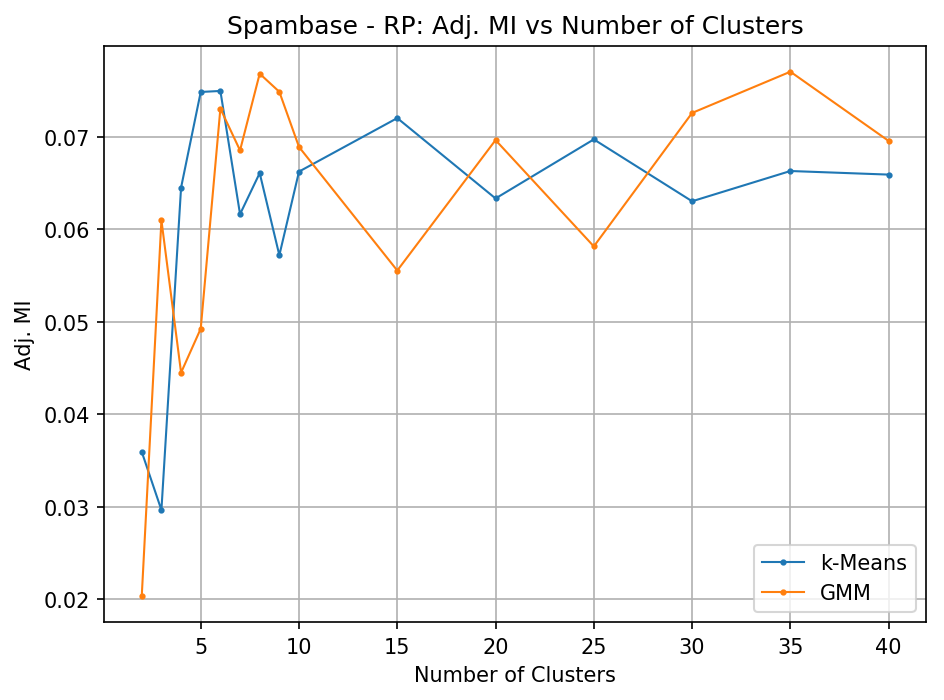 Spambase - RP: Adj. MI vs Number of Clusters
Adj. MI
0.07
0.06
0.05
0.04
0.03
0.02
k-Means
GMM
5 10 15 20 25 30 35 40
Number of Clusters